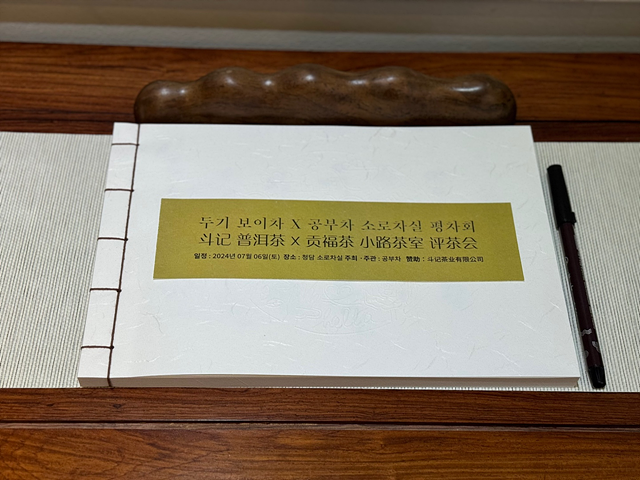 두기 보이차 X 공부차 소로차실 평차회
斗记 普洱茶 x 贡福茶 小路茶室 评茶会
일정 : 2024년 07월 06일(토) 장소 : 청담 소로차실 주최 · 주관 : 공부차 赞助 : 斗记茶业有限公司